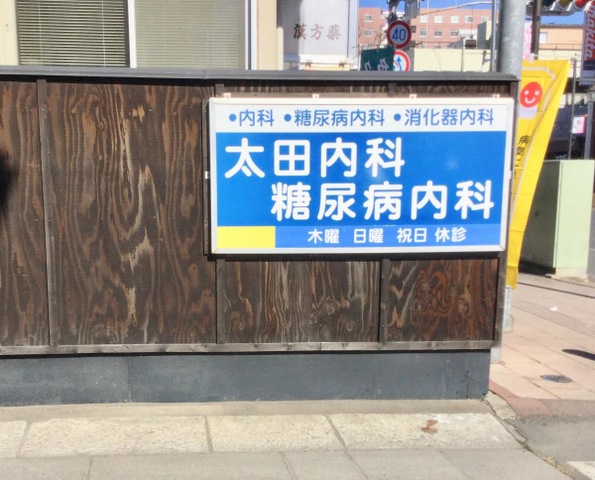 漢方薬
40
・内科 ・糖尿病内科 ・消化器内科
太田内科
糖尿病内科
木曜 日曜 祝日 休診